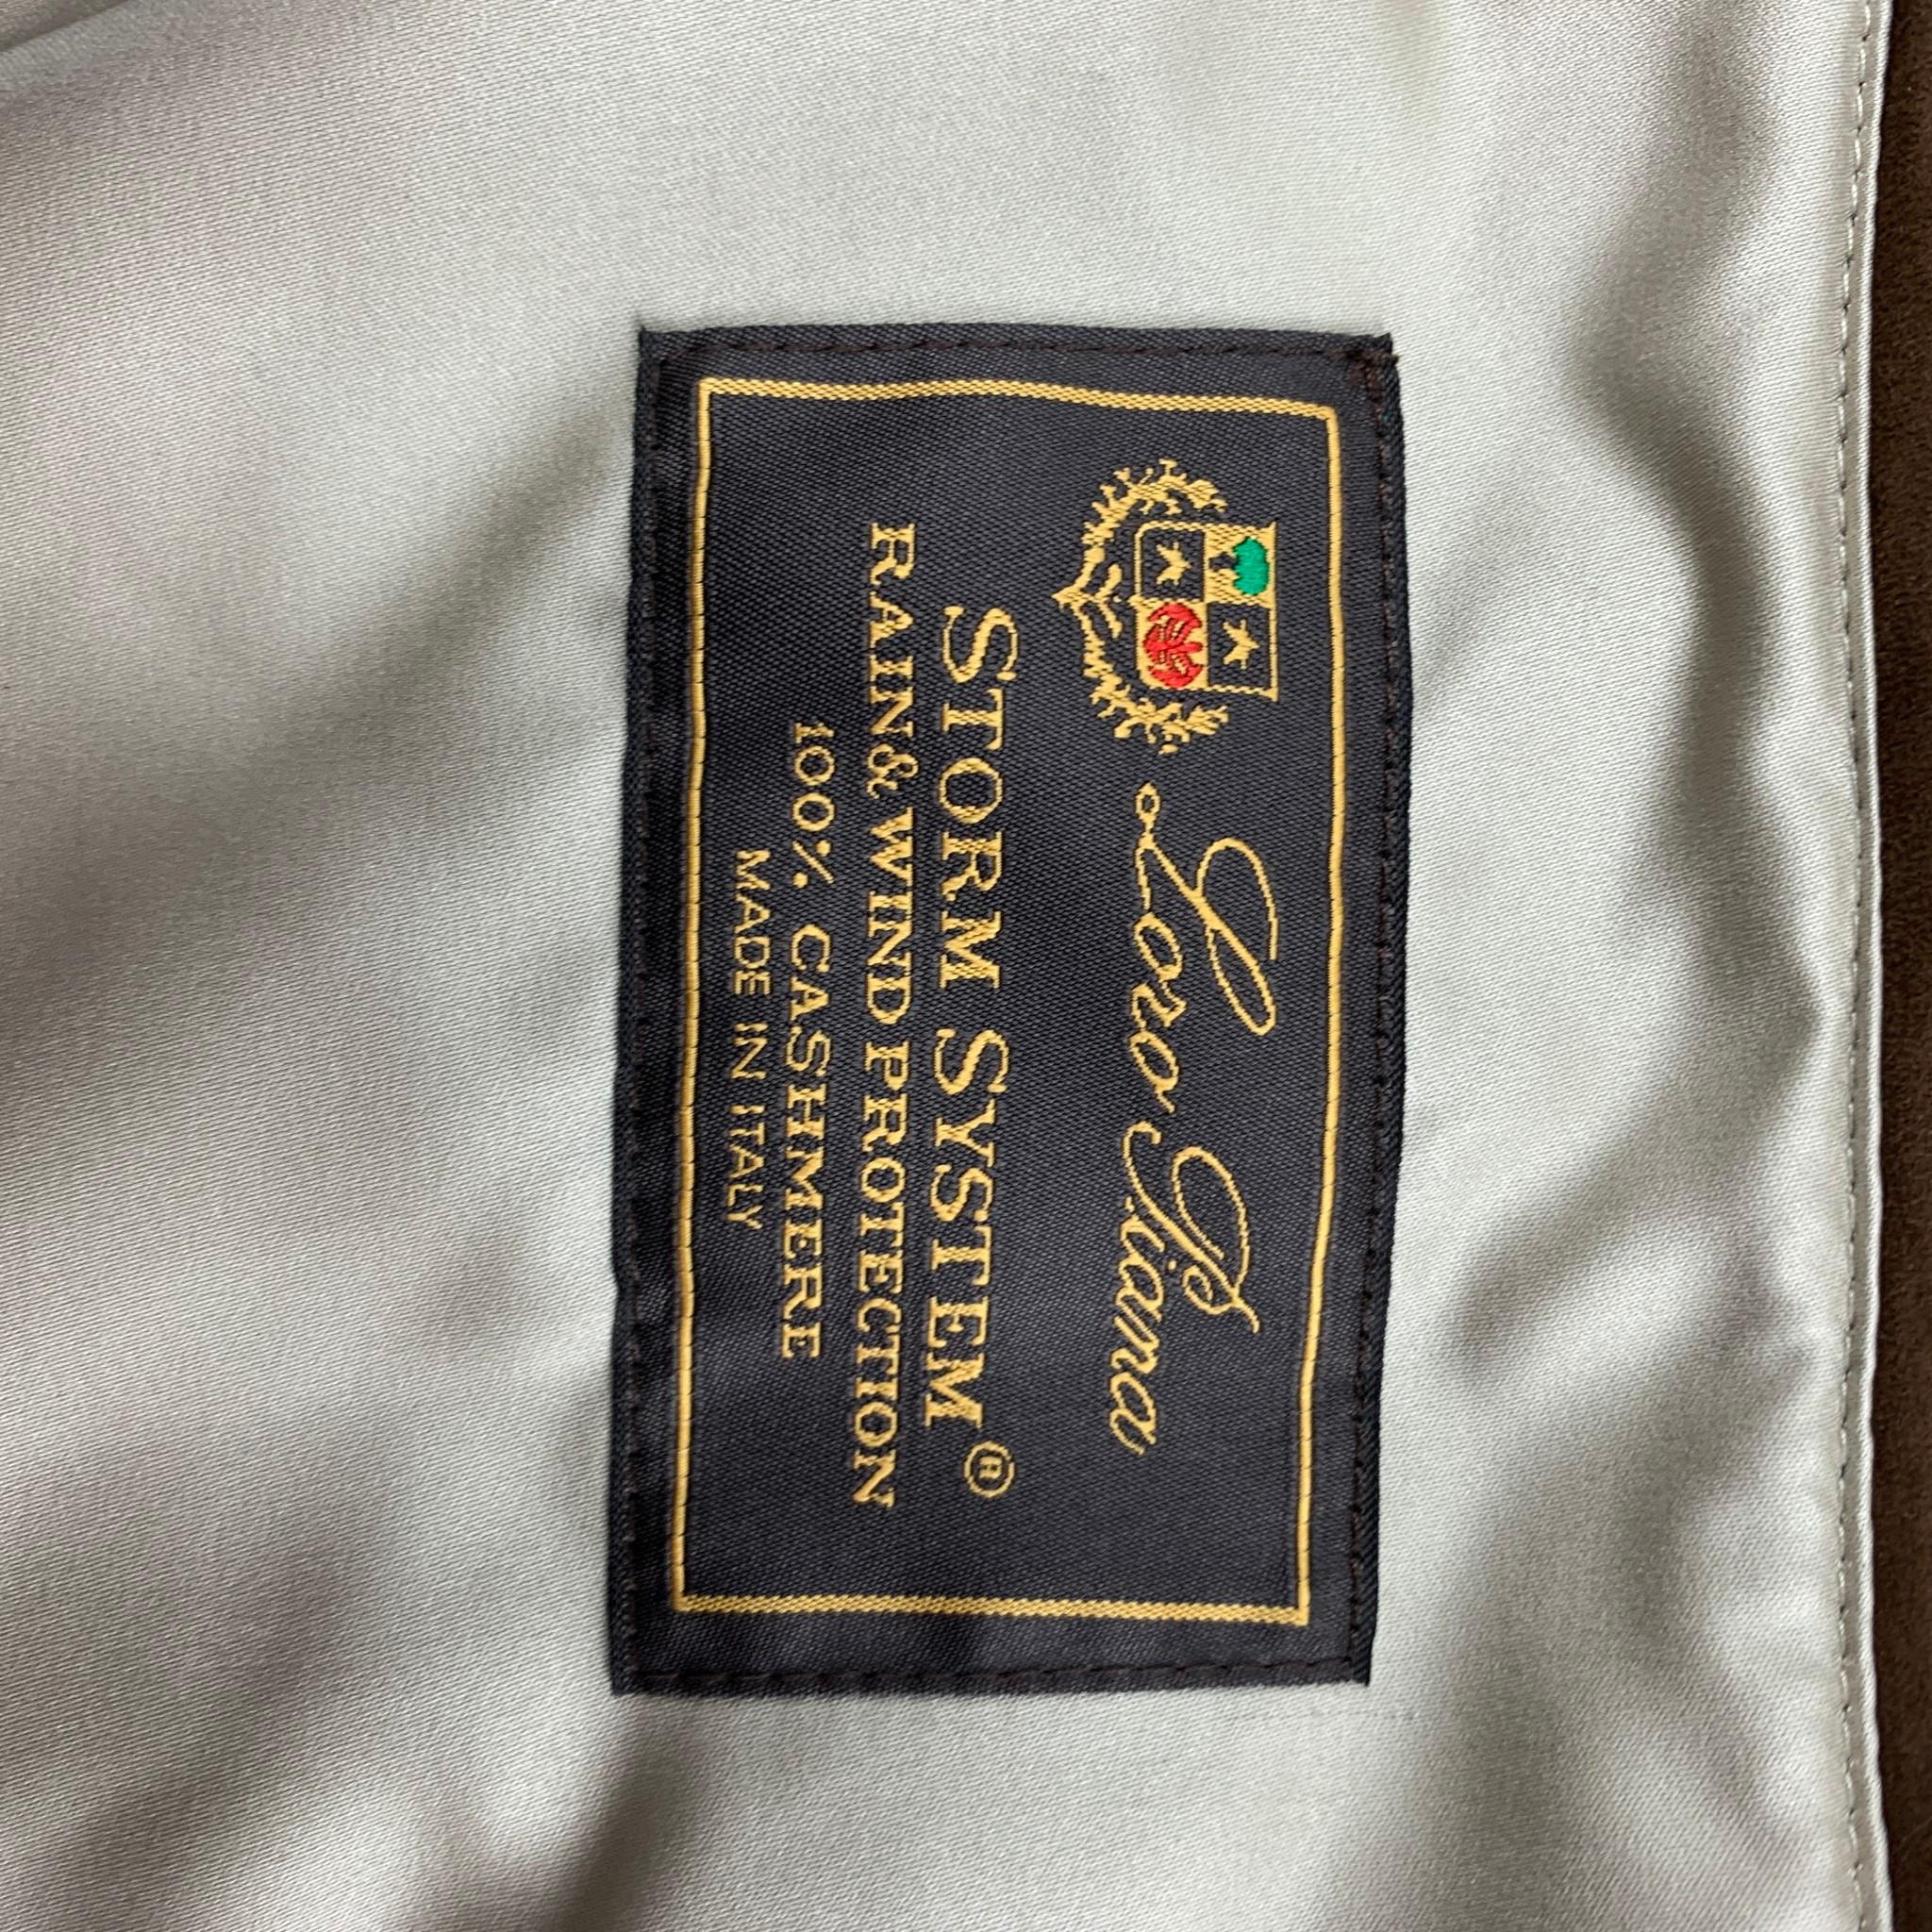 Loro Piana
STORM SYSTEM®
RAIN & WIND PROTECTION
100% CASHMERE
MADE IN ITALY